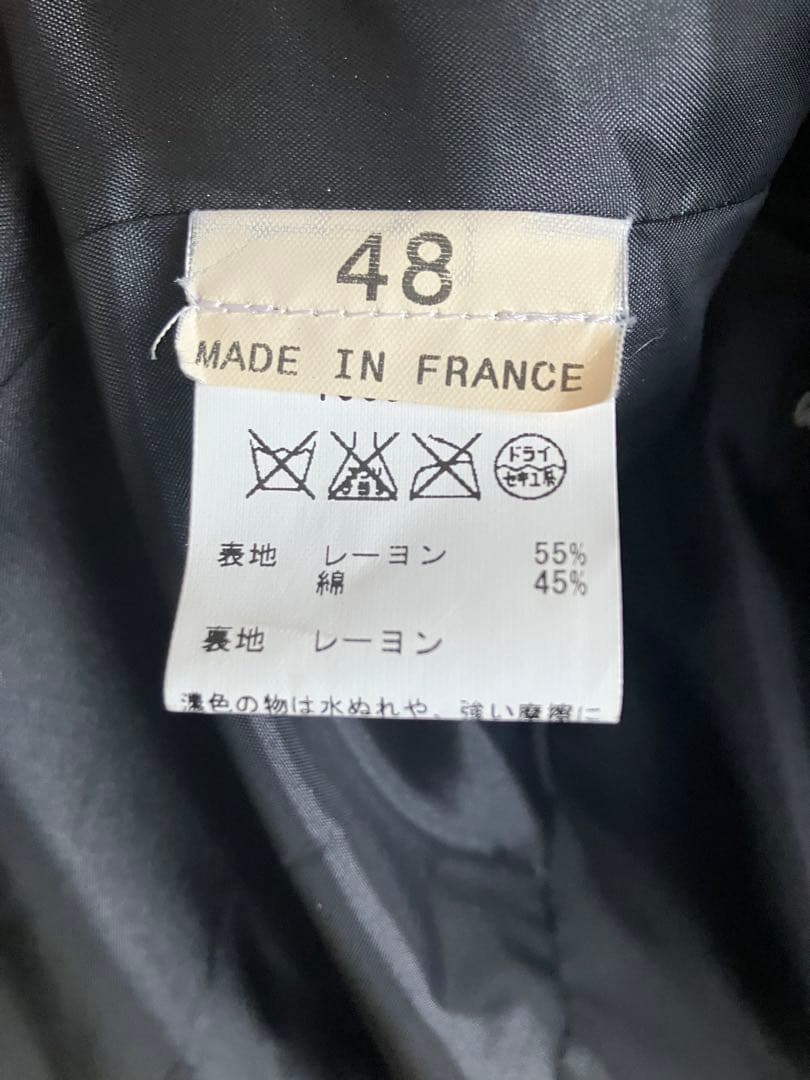 48
MADE IN FRANCE
ドライ
セキユ系
表地 レーヨン 55%
綿 45%
裏地 レーヨン
濃色の物は水ぬれや、強い摩擦に